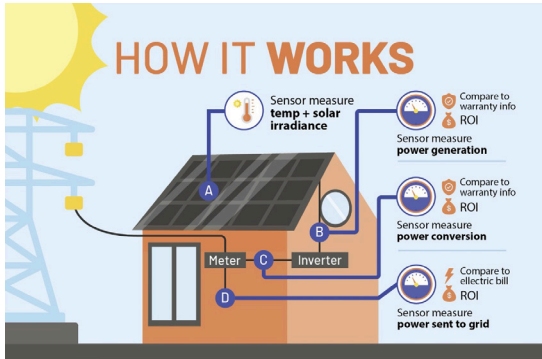 HOW IT WORKS
Sensor measure
temp + solar
irradiance
A
Compare to
warranty info
ROI
Sensor measure
power generation
B
Compare to
warranty info
ROI
Sensor measure
power conversion
Meter
C
Inverter
D
Compare to
ellectric bill
ROI
Sensor measure
power sent to grid